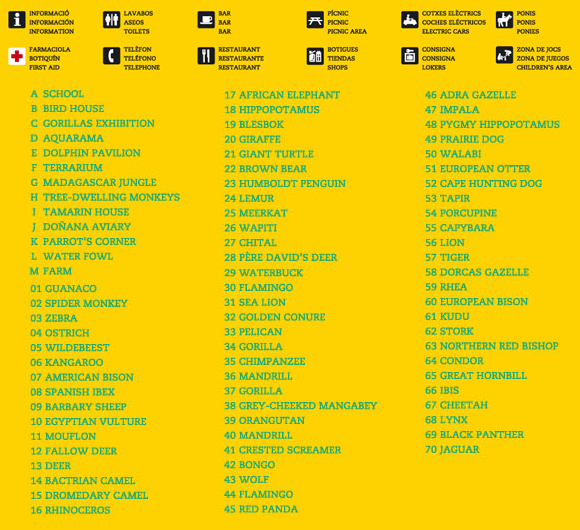 INFORMACIÓ
INFORMACIÓN
INFORMATION
LAVABOS
ASEOS
TOILETS
BAR
BAR
BAR
PÍCNIC
PICNIC
PICNIC AREA
COTXES ELÈCTRICS
COCHES ELÉCTRICOS
ELECTRIC CARS
PONIS
PONIS
PONIES
FARMACIOLA
BOTIQUÍN
FIRST AID
TELÈFON
TELÉFONO
TELEPHONE
RESTAURANT
RESTAURANTE
RESTAURANT
BOTIGUES
TIENDAS
SHOPS
CONSIGNA
CONSIGNA
LOKERS
ZONA DE JOCS
ZONA DE JUEGOS
CHILDREN'S AREA
A SCHOOL
B BIRD HOUSE
C GORILLAS EXHIBITION
D AQUARAMA
E DOLPHIN PAVILION
F TERRARIUM
G MADAGASCAR JUNGLE
H TREE-DWELLING MONKEYS
I TAMARIN HOUSE
J DOÑANA AVIARY
K PARROT'S CORNER
L WATER FOWL
M FARM
01 GUANACO
02 SPIDER MONKEY
03 ZEBRA
04 OSTRICH
05 WILDEBEEST
06 KANGAROO
07 AMERICAN BISON
08 SPANISH IBEX
09 BARBARY SHEEP
10 EGYPTIAN VULTURE
11 MOUFLON
12 FALLOW DEER
13 DEER
14 BACTRIAN CAMEL
15 DROMEDARY CAMEL
16 RHINOCEROS
17 AFRICAN ELEPHANT
18 HIPPOPOTAMUS
19 BLESBOK
20 GIRAFFE
21 GIANT TURTLE
22 BROWN BEAR
23 HUMBOLDT PENGUIN
24 LEMUR
25 MEERKAT
26 WAPITI
27 CHITAL
28 PÈRE DAVID'S DEER
29 WATERBUCK
30 FLAMINGO
31 SEA LION
32 GOLDEN CONURE
33 PELICAN
34 GORILLA
35 CHIMPANZEE
36 MANDRILL
37 GORILLA
38 GREY-CHEEKED MANGABEY
39 ORANGUTAN
40 MANDRILL
41 CRESTED SCREAMER
42 BONGO
43 WOLF
44 FLAMINGO
45 RED PANDA
46 ADRA GAZELLE
47 IMPALA
48 PYGMY HIPPOPOTAMUS
49 PRAIRIE DOG
50 WALABI
51 EUROPEAN OTTER
52 CAPE HUNTING DOG
53 TAPIR
54 PORCUPINE
55 CAPYBARA
56 LION
57 TIGER
58 DORCAS GAZELLE
59 RHEA
60 EUROPEAN BISON
61 KUDU
62 STORK
63 NORTHERN RED BISHOP
64 CONDOR
65 GREAT HORNBILL
66 IBIS
67 CHEETAH
68 LYNX
69 BLACK PANTHER
70 JAGUAR